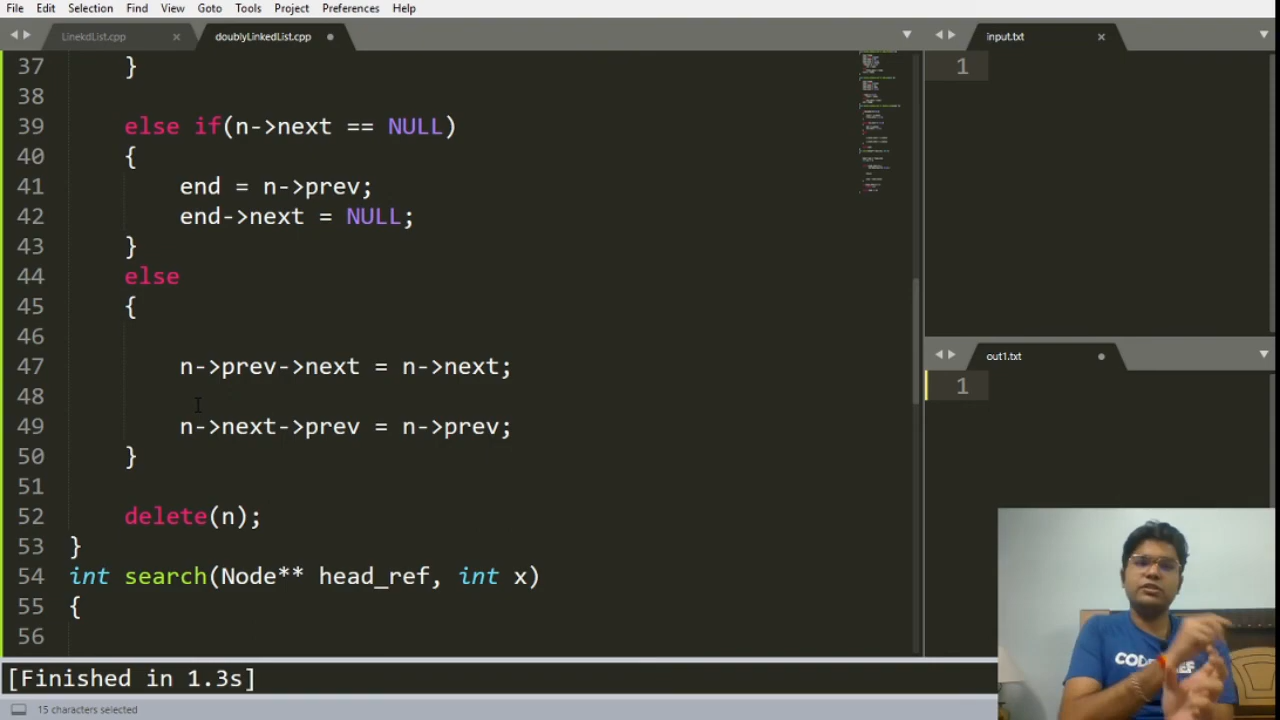 File Edit Selection View Goto Tools Project Preferences Help
LinekdList.cpp doublyLinkedList.cpp
input.txt
37 }
38
39 else if(n->next == NULL)
40 {
41 end = n->prev;
42 end->next = NULL;
43 }
44 else
45 {
46
47 n->prev->next = n->next;
48
49 n->next->prev = n->prev;
50 }
51
52 delete(n);
53 }
54 int search(Node** head_ref, int x)
55 {
56
1
out1.txt
1
[Finished in 1.3s]
15 characters selected